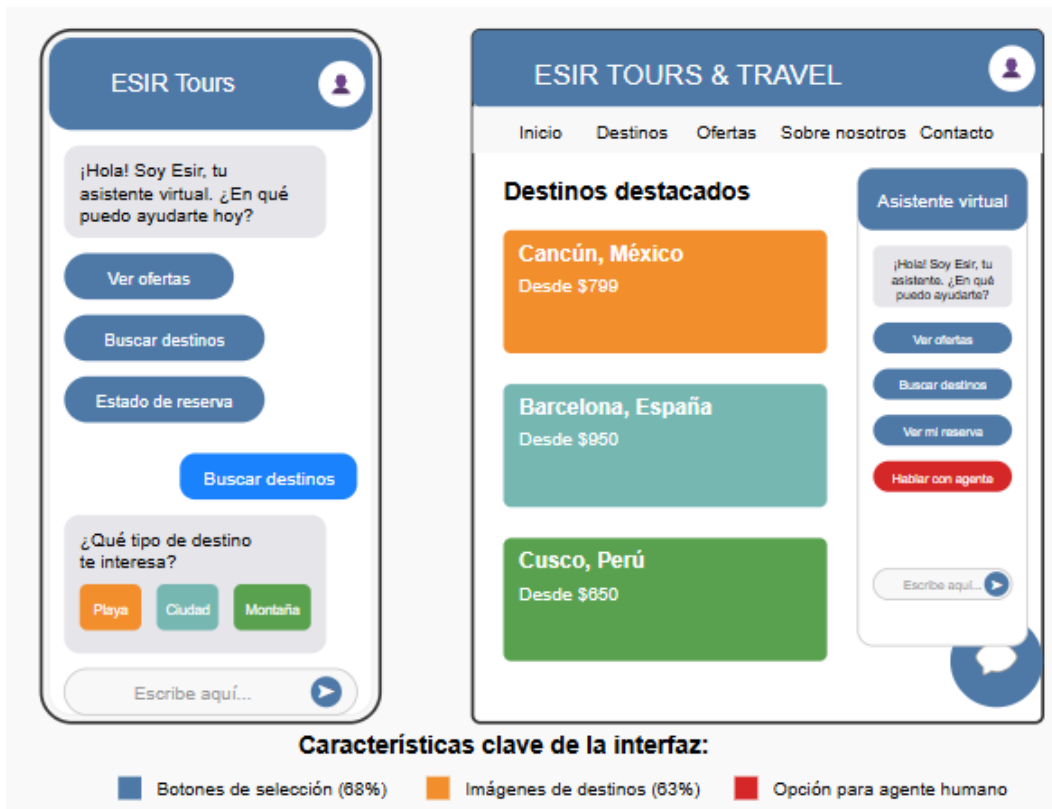 ESIR Tours
¡Hola! Soy Esir, tu
asistente virtual. ¿En qué
puedo ayudarte hoy?
Ver ofertas
Buscar destinos
Estado de reserva
Buscar destinos
¿Qué tipo de destino
te interesa?
Playa Ciudad Montaña
Escribe aquí...
ESIR TOURS & TRAVEL
Inicio Destinos Ofertas Sobre nosotros Contacto
Destinos destacados
Cancún, México
Desde $799
Barcelona, España
Desde $950
Cusco, Perú
Desde $650
Asistente virtual
¡Hola! Soy Esir, tu
asistente. ¿En qué
puedo ayudarte?
Ver ofertas
Buscar destinos
Ver mi reserva
Hablar con agente
Escribe aquí...
Características clave de la interfaz:
Botones de selección (68%) Imágenes de destinos (63%) Opción para agente humano